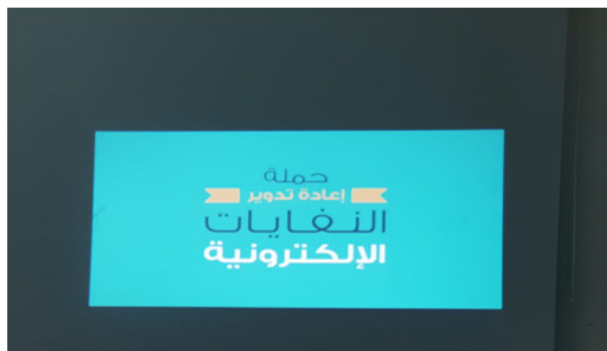 حملة
إعادة تدوير
النفايات
الإلكترونية